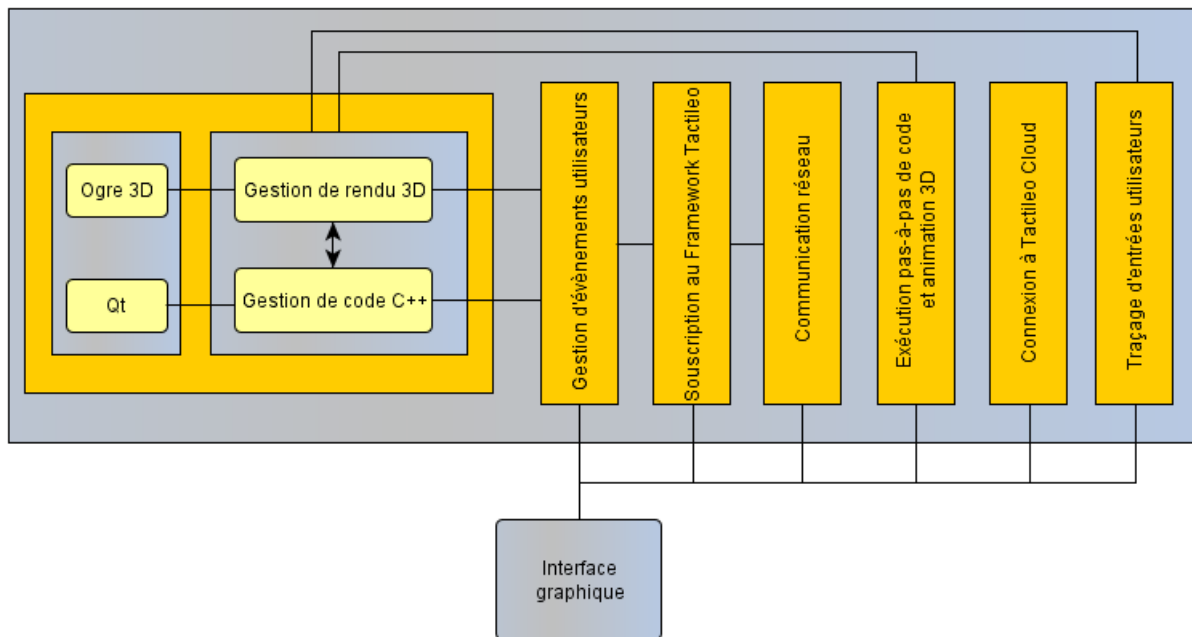 Ogre 3D
Gestion de rendu 3D
Qt
Gestion de code C++
Gestion d'évènements utilisateurs
Souscription au Framework Tactileo
Communication réseau
Exécution pas-à-pas de code
et animation 3D
Connexion à Tactileo Cloud
Traçage d'entrées utilisateurs
Interface
graphique